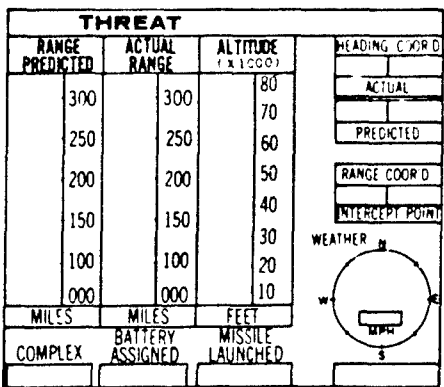 THREAT
RANGE PREDICTED
ACTUAL RANGE
ALTITUDE (X1000)
300 300 80
70
250 250 60
200 200 50
40
150 150 30
100 100 20
000 000 10
MILES MILES FEET
COMPLEX
BATTERY ASSIGNED
MISSILE LAUNCHED
HEADING COOR'D
ACTUAL
PREDICTED
RANGE COOR'D
INTERCEPT POINT
WEATHER
N
W E
MPH
S